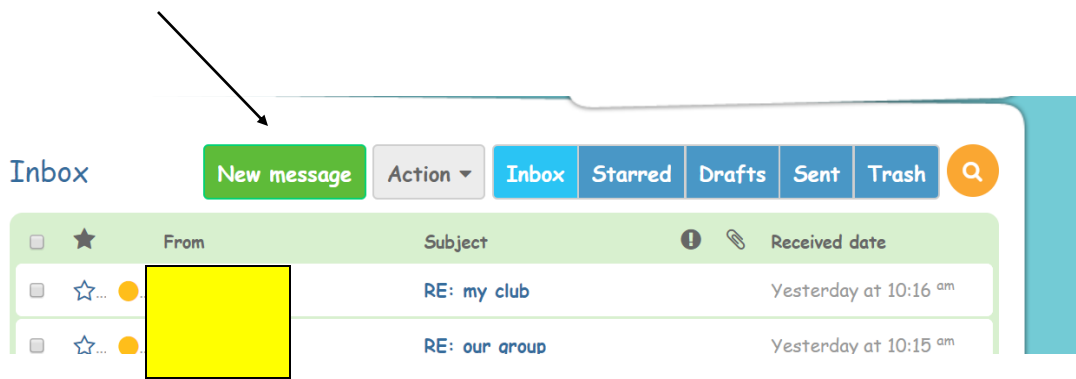 Inbox New message Action Inbox Starred Drafts Sent Trash
From Subject Received date
... ... RE: my club Yesterday at 10:16 am
... ... RE: our group Yesterday at 10:15 am